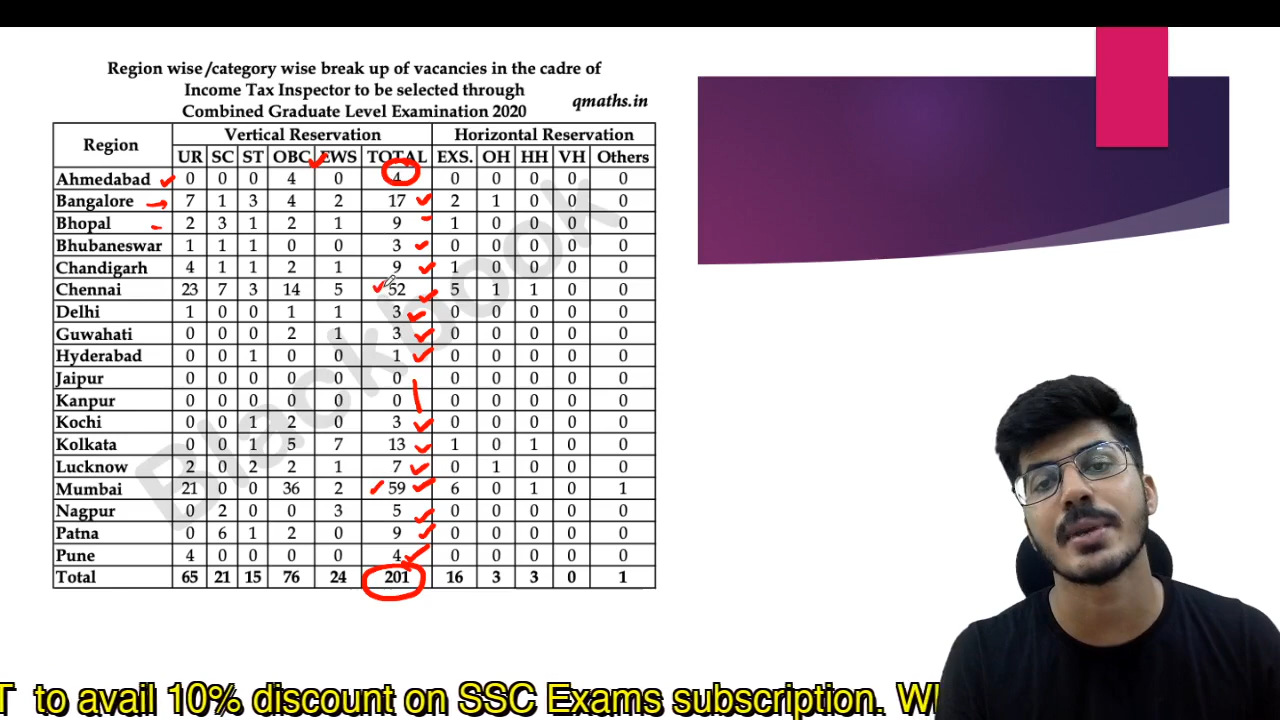 Region wise/category wise break up of vacancies in the cadre of
Income Tax Inspector to be selected through
Combined Graduate Level Examination 2020
qmaths.in
Region Vertical Reservation Horizontal Reservation
UR SC ST OBC EWS TOTAL EXS. OH HH VH Others
Ahmedabad 0 0 0 4 0 4 0 0 0 0 0
Bangalore 7 1 3 4 2 17 2 1 0 0 0
Bhopal 2 3 1 2 1 9 1 0 0 0 0
Bhubaneswar 1 1 1 0 0 3 0 0 0 0 0
Chandigarh 4 1 1 2 1 9 1 0 0 0 0
Chennai 23 7 3 14 5 52 5 1 1 0 0
Delhi 1 0 0 1 1 3 0 0 0 0 0
Guwahati 0 0 0 2 1 3 0 0 0 0 0
Hyderabad 0 0 1 0 0 1 0 0 0 0 0
Jaipur 0 0 0 0 0 0 0 0 0 0 0
Kanpur 0 0 0 0 0 0 0 0 0 0 0
Kochi 0 0 1 2 0 3 0 0 0 0 0
Kolkata 0 0 1 5 7 13 1 0 1 0 0
Lucknow 2 0 2 2 1 7 0 1 0 0 0
Mumbai 21 0 0 36 2 59 6 0 1 0 1
Nagpur 0 2 0 0 3 5 0 0 0 0 0
Patna 0 6 1 2 0 9 0 0 0 0 0
Pune 4 0 0 0 0 4 0 0 0 0 0
Total 65 21 15 76 24 201 16 3 3 0 1
Blackbook
T to avail 10% discount on SSC Exams subscription. W